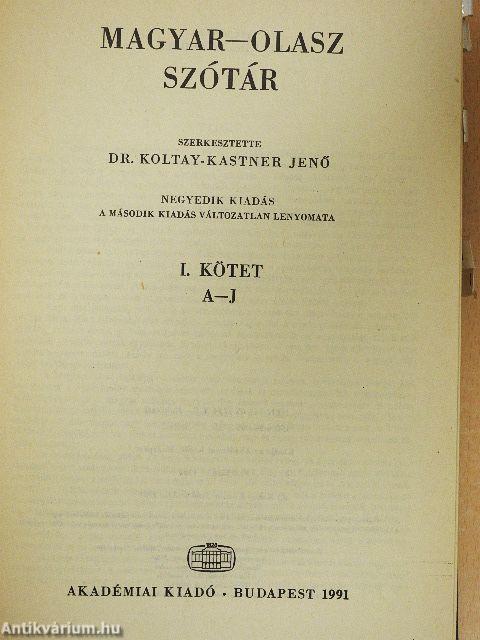 MAGYAR—OLASZ
SZÓTÁR
SZERKESZTETTE
DR. KOLTAY-KASTNER JENŐ
NEGYEDIK KIADÁS
A MÁSODIK KIADÁS VÁLTOZATLAN LENYOMATA
I. KÖTET
A—J
1828
AKADÉMIAI KIADÓ · BUDAPEST 1991
Antikvárium.hu